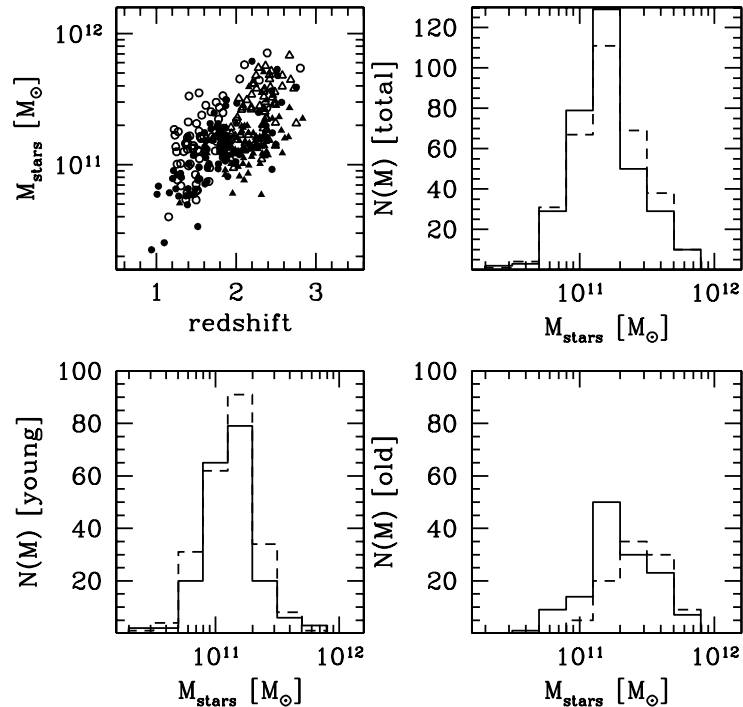 10¹²
10¹¹
M_stars [M_⊙]
1 2 3
redshift
120
100
80
60
40
20
N(M) [total]
10¹¹ 10¹²
M_stars [M_⊙]
100
80
60
40
20
N(M) [young]
10¹¹ 10¹²
M_stars [M_⊙]
100
80
60
40
20
N(M) [old]
10¹¹ 10¹²
M_stars [M_⊙]